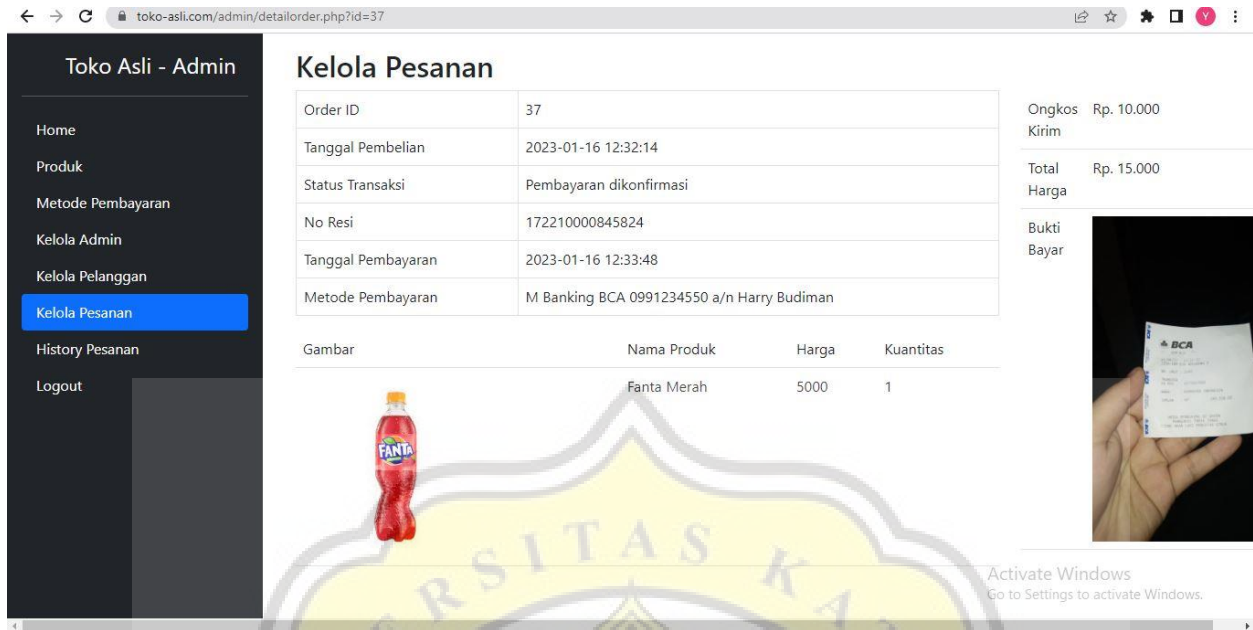 toko-asli.com/admin/detailorder.php?id=37
Y
Toko Asli - Admin
Home
Produk
Metode Pembayaran
Kelola Admin
Kelola Pelanggan
Kelola Pesanan
History Pesanan
Logout
Kelola Pesanan
Order ID 37
Tanggal Pembelian 2023-01-16 12:32:14
Status Transaksi Pembayaran dikonfirmasi
No Resi 172210000845824
Tanggal Pembayaran 2023-01-16 12:33:48
Metode Pembayaran M Banking BCA 0991234550 a/n Harry Budiman
Gambar Nama Produk Harga Kuantitas
FANTA Fanta Merah 5000 1
Ongkos Rp. 10.000
Kirim
Total Rp. 15.000
Harga
Bukti
Bayar
BCA
ERSITAS KAT
Activate Windows
Go to Settings to activate Windows.